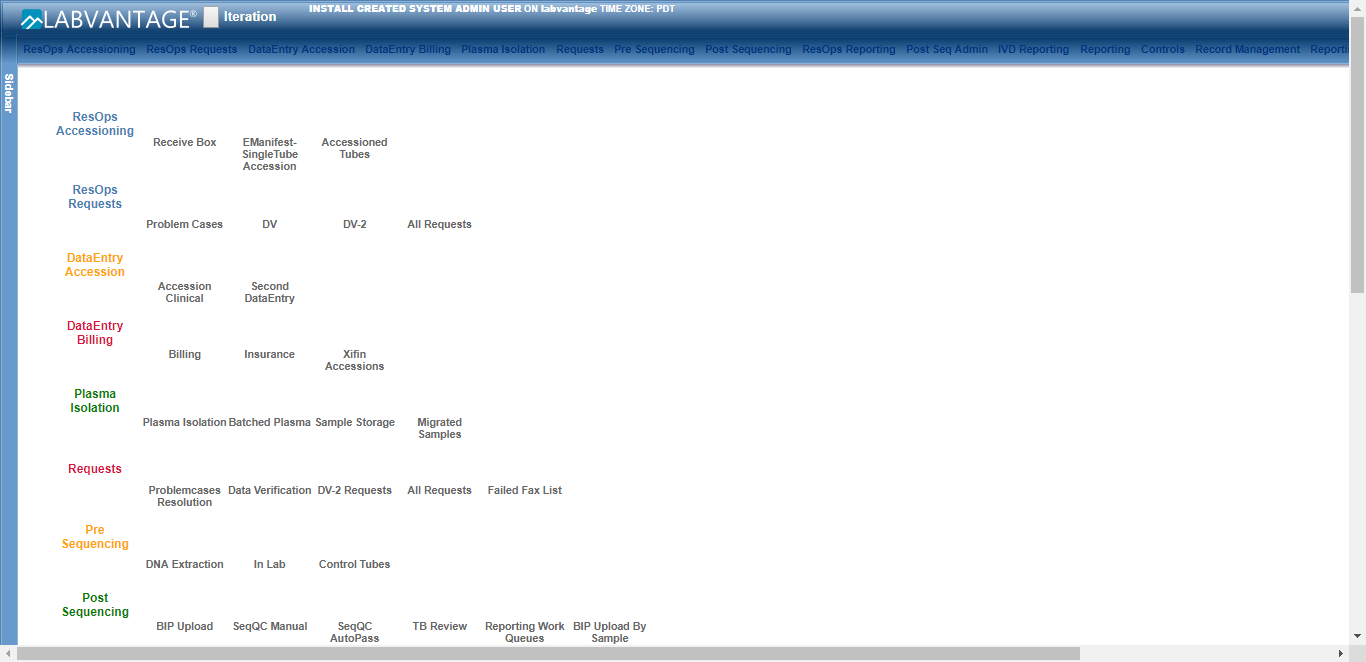 LABVANTAGE® Iteration INSTALL CREATED SYSTEM ADMIN USER ON labvantage TIME ZONE: PDT
ResOps Accessioning ResOps Requests DataEntry Accession DataEntry Billing Plasma Isolation Requests Pre Sequencing Post Sequencing ResOps Reporting Post Seq Admin IVD Reporting Reporting Controls Record Management
Sidebar
ResOps
Accessioning
Receive Box EManifest- Accessioned
SingleTube Tubes
Accession
ResOps
Requests
Problem Cases DV DV-2 All Requests
DataEntry
Accession
Accession Second
Clinical DataEntry
DataEntry
Billing
Billing Insurance Xifin
Accessions
Plasma
Isolation
Plasma Isolation Batched Plasma Sample Storage Migrated
Samples
Requests
Problemcases Data Verification DV-2 Requests All Requests Failed Fax List
Resolution
Pre
Sequencing
DNA Extraction In Lab Control Tubes
Post
Sequencing
BIP Upload SeqQC Manual SeqQC TB Review Reporting Work BIP Upload By
AutoPass Queues Sample